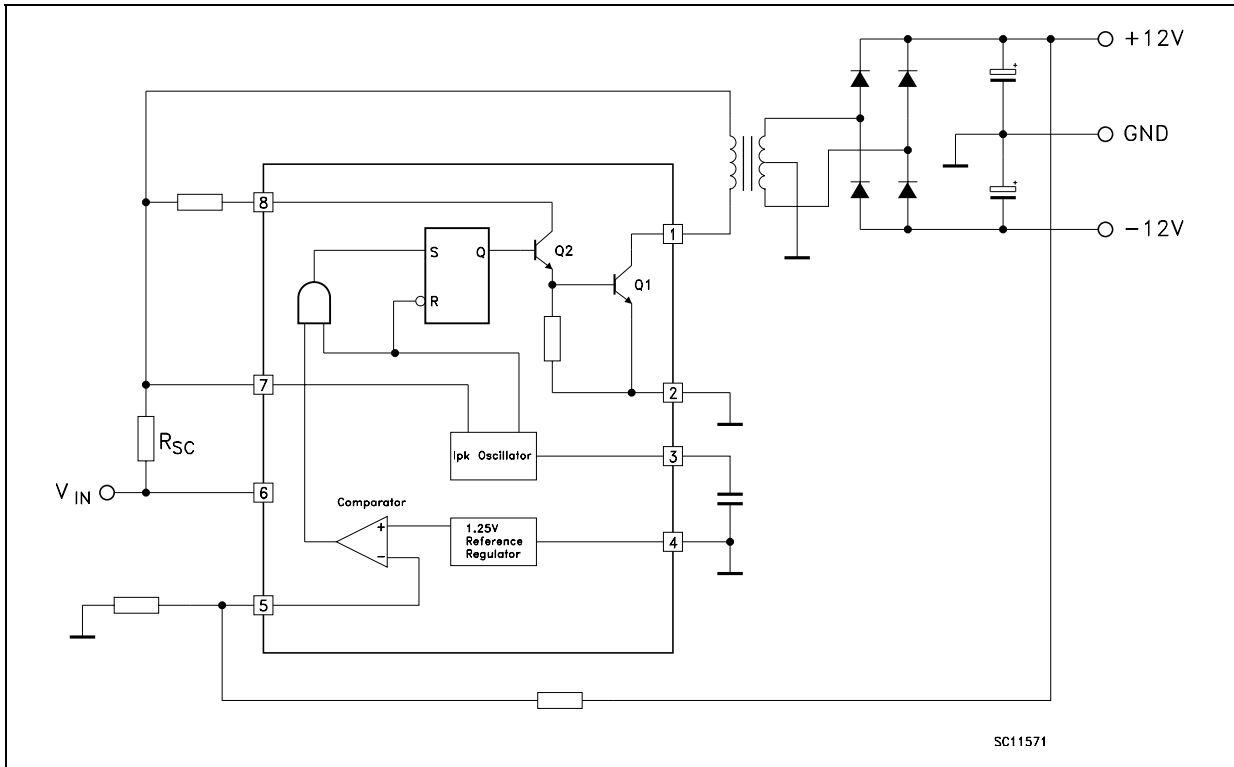 +12V
GND
-12V
8
1
S
Q
Q2
R
Q1
7
2
RSC
Ipk Oscillator
3
VIN
6
Comparator
+
-
1.25V
Reference
Regulator
4
5
+
+
SC11571